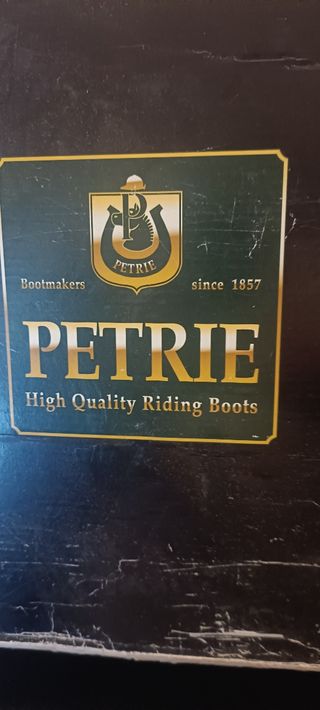 P
PETRIE
Bootmakers since 1857
PETRIE
High Quality Riding Boots